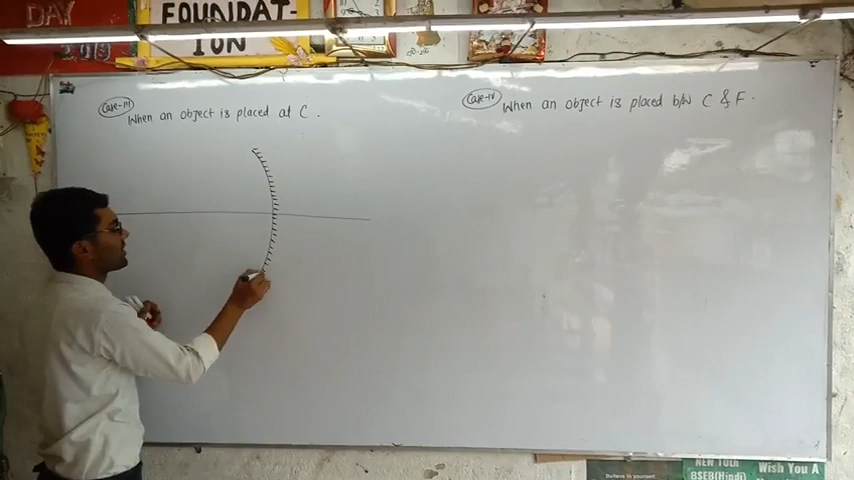 DAY
FOUNDAT-
ION
Case-III
When an object is placed at C.
Case-IV
When an object is placed b/w C & F.
Believe in yourself
NEW TOUR
BSEB(Hindi)
Wish You A